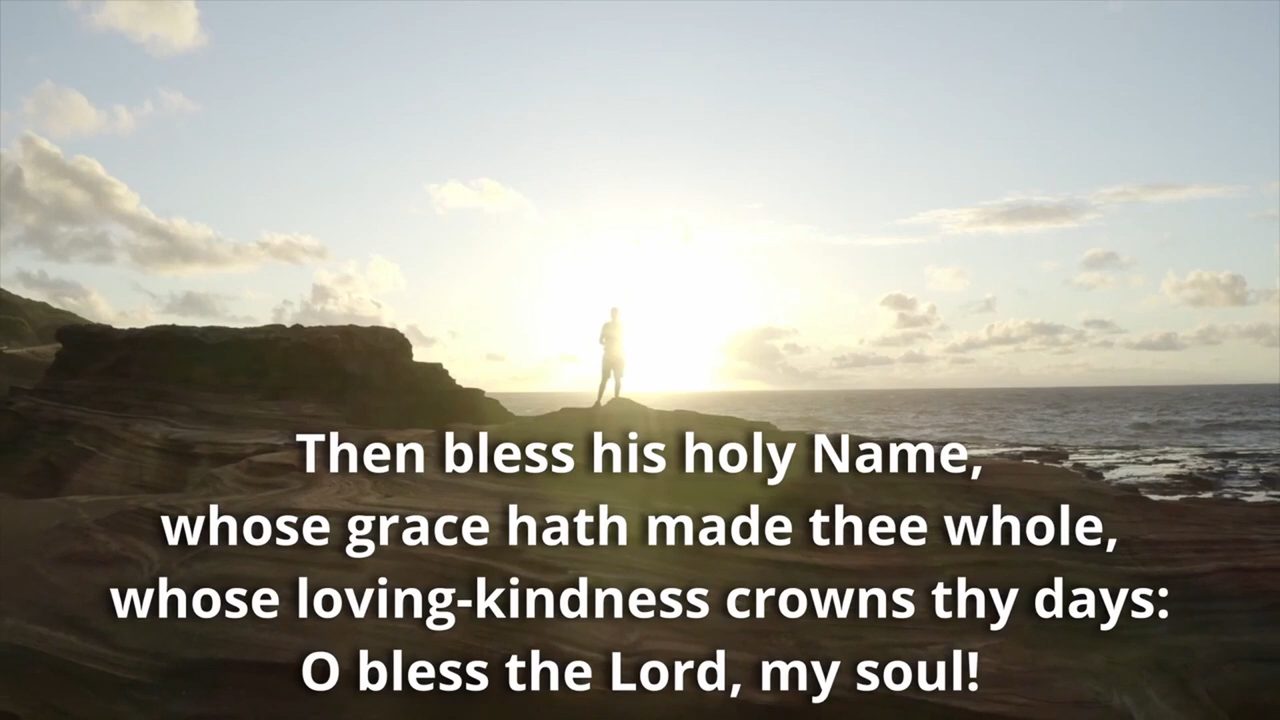 Then bless his holy Name,
whose grace hath made thee whole,
whose loving-kindness crowns thy days:
O bless the Lord, my soul!